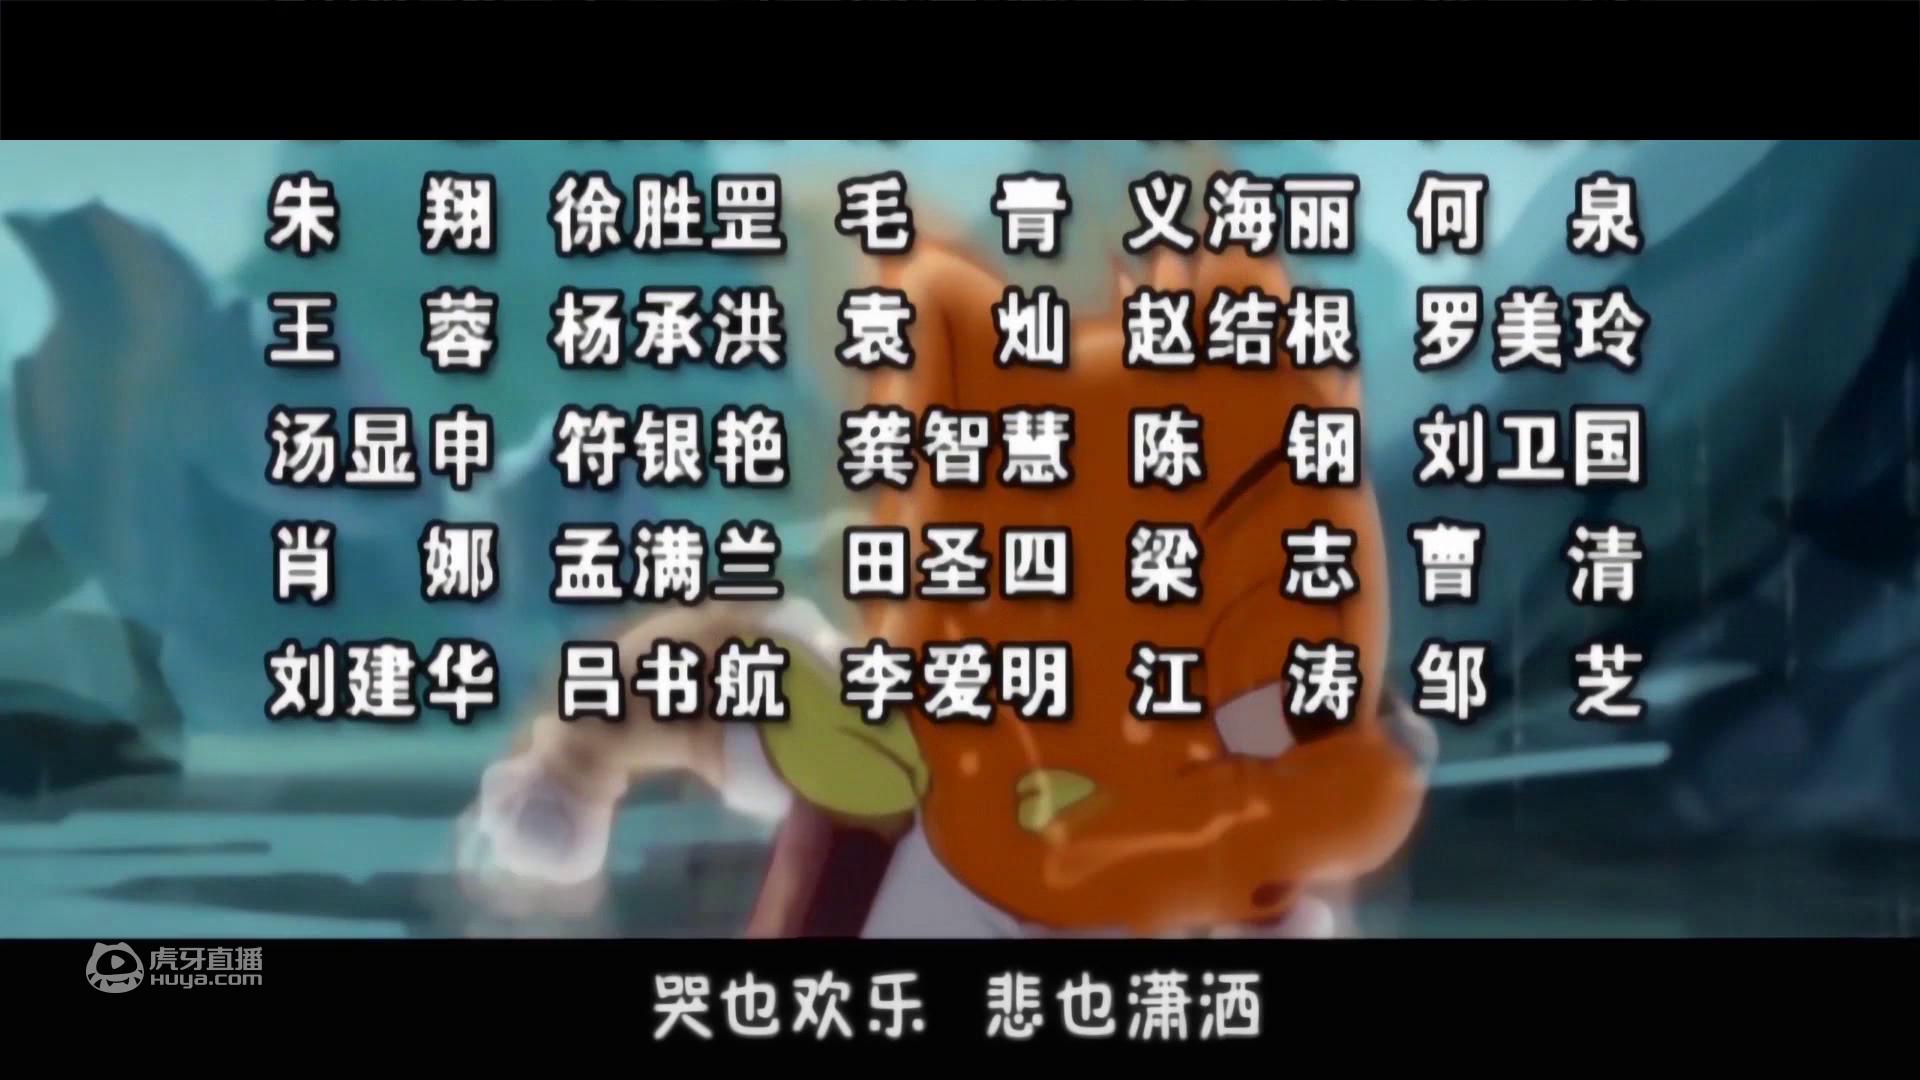 朱　翔 徐胜罡 毛　青 义海丽 何　泉
王　蓉 杨承洪 袁　灿 赵结根 罗美玲
汤显申 符银艳 龚智慧 陈　钢 刘卫国
肖　娜 孟满兰 田圣四 梁　志 曹　清
刘建华 吕书航 李爱明 江　涛 邹　芝
虎牙直播
HUYA.com
哭也欢乐 悲也潇洒